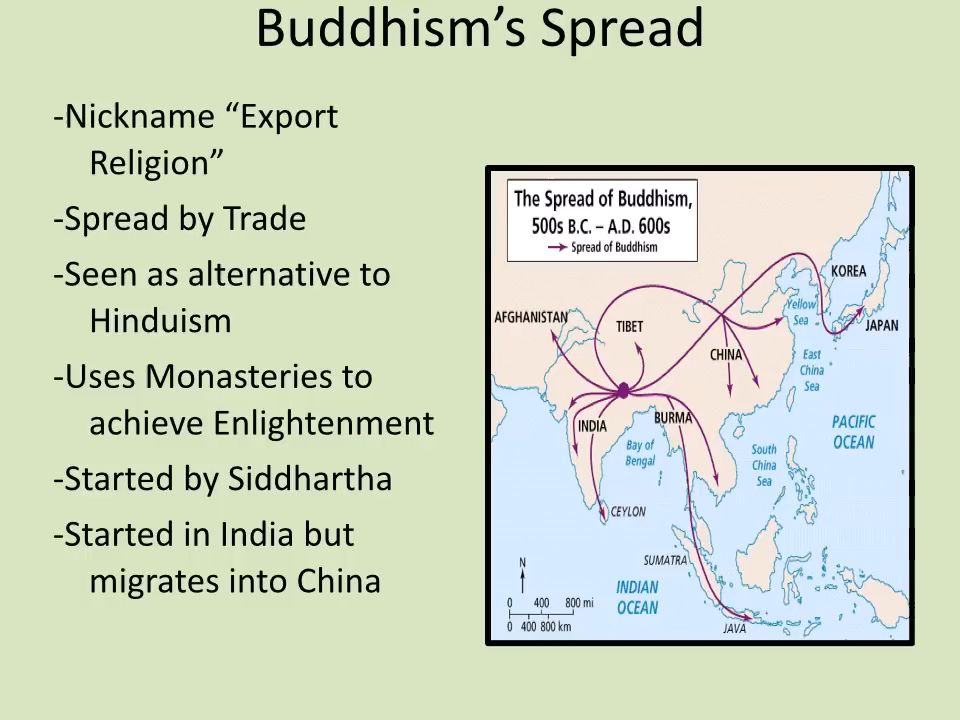 Buddhism’s Spread
-Nickname “Export
Religion”
-Spread by Trade
-Seen as alternative to
Hinduism
-Uses Monasteries to
achieve Enlightenment
-Started by Siddhartha
-Started in India but
migrates into China
The Spread of Buddhism,
500s B.C. – A.D. 600s
Spread of Buddhism
KOREA
Yellow
Sea
JAPAN
AFGHANISTAN
TIBET
CHINA
East
China
Sea
INDIA
BURMA
PACIFIC
OCEAN
Bay of
Bengal
South
China
Sea
CEYLON
SUMATRA
N
INDIAN
OCEAN
0 400 800 mi
0 400 800 km
JAVA